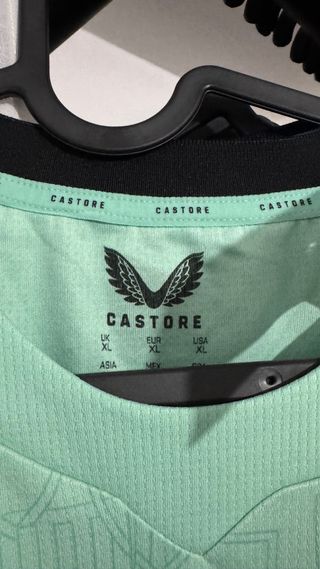 CASTORE CASTORE CASTORE
CASTORE
UK EUR USA
XL XL XL
ASIA MEX